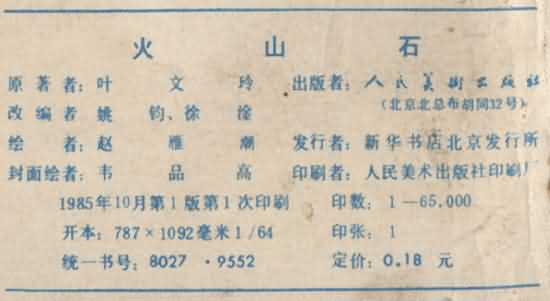 火山石
原著者：叶文玲 出版者：人民美术出版社
改编者 姚钧、徐淦 （北京北总布胡同32号）
绘者：赵雅潮 发行者：新华书店北京发行所
封面绘者：韦品高 印刷者：人民美术出版社印刷厂
1985年10月第1版第1次印刷 印数：1—65,000
开本：787×1092毫米1/64 印张：1
统一书号：8027·9552 定价：0.18 元